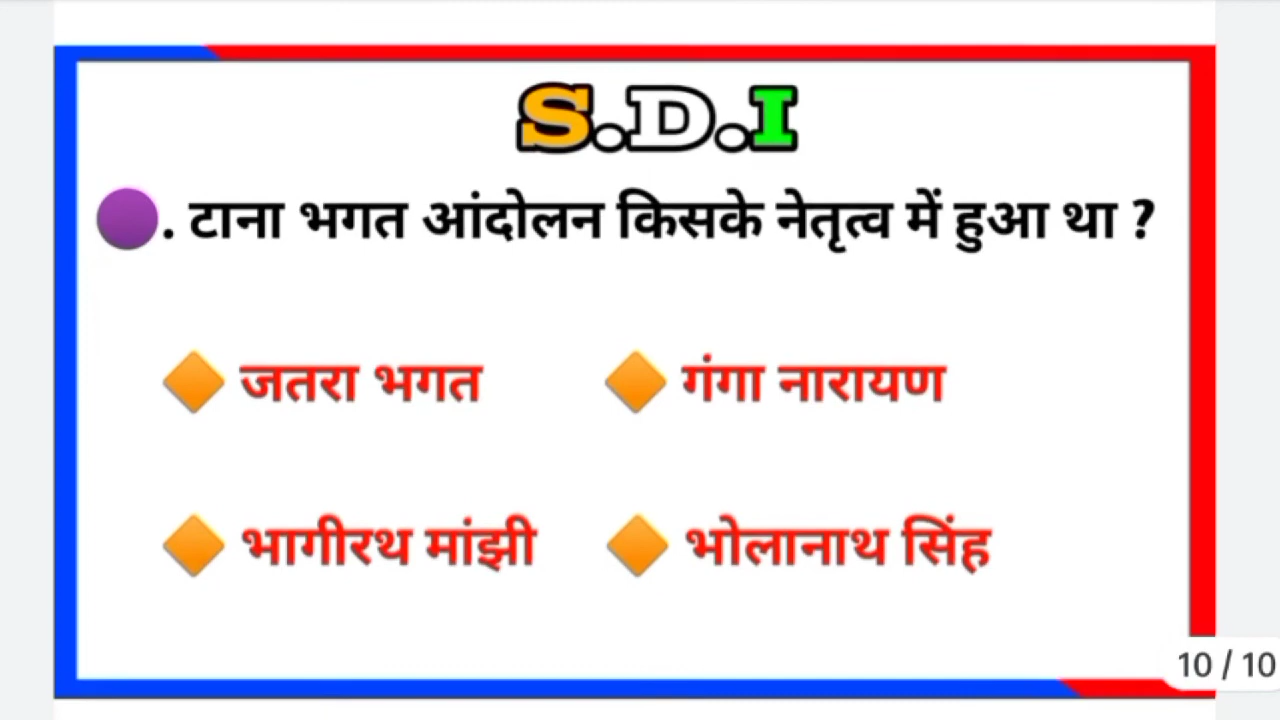 S.D.I
. टाना भगत आंदोलन किसके नेतृत्व में हुआ था ?
जतरा भगत गंगा नारायण
भागीरथ मांझी भोलानाथ सिंह
10 / 10